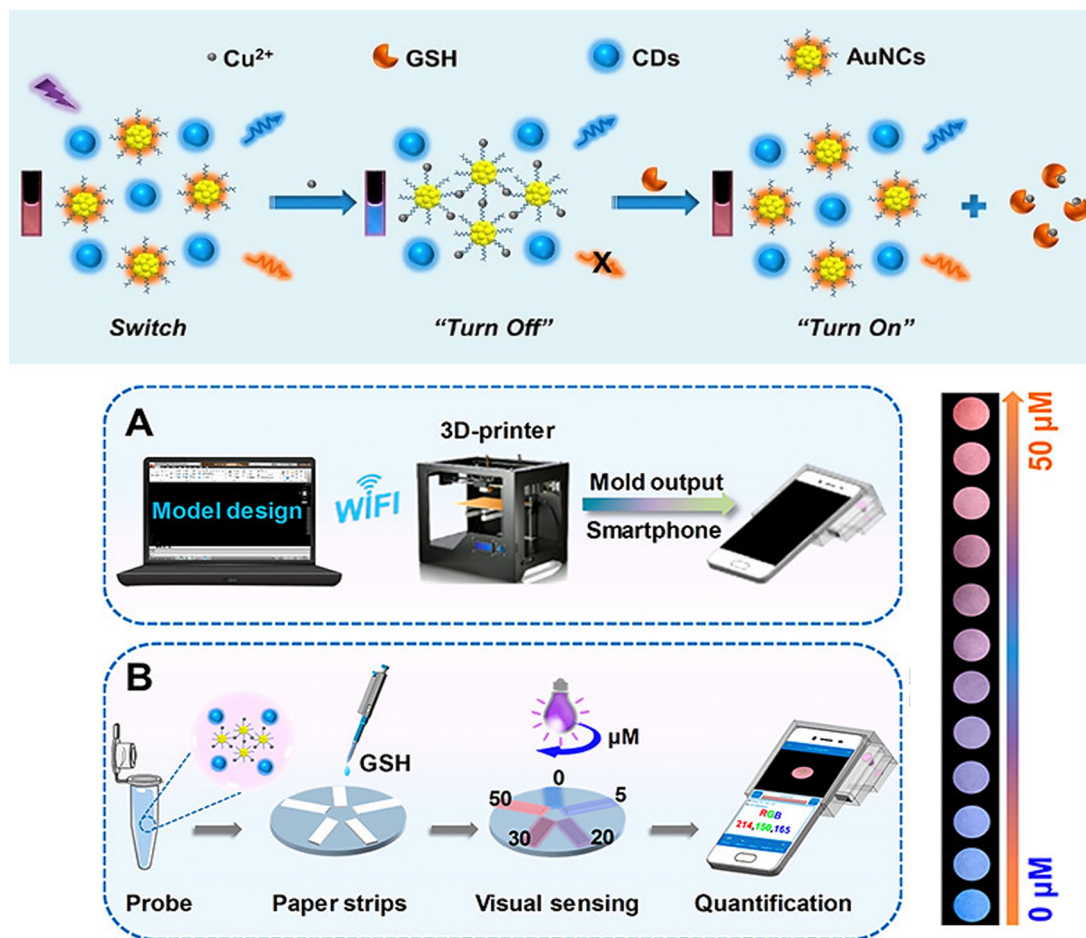 Cu²⁺
GSH
CDs
AuNCs
X
Switch
“Turn Off”
“Turn On”
A
3D-printer
Model design
WIFI
Mold output
Smartphone
B
GSH
μM
0
50
5
30
20
RGB
214,150,165
Probe
Paper strips
Visual sensing
Quantification
50 μM
0 μM